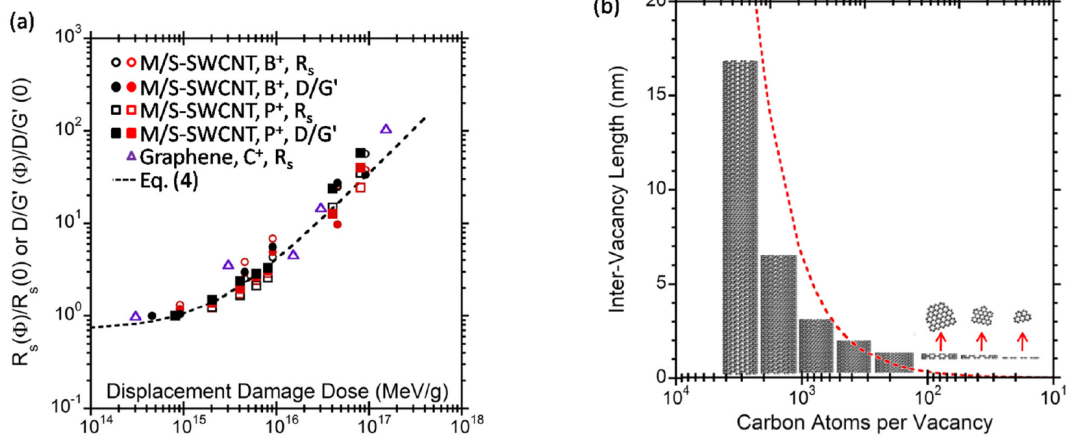 (a)
10³
10²
10¹
10⁰
10⁻¹
Rₛ(Φ)/Rₛ(0) or D/G' (Φ)/D/G' (0)
M/S-SWCNT, B⁺, Rₛ
M/S-SWCNT, B⁺, D/G'
M/S-SWCNT, P⁺, Rₛ
M/S-SWCNT, P⁺, D/G'
Graphene, C⁺, Rₛ
Eq. (4)
Displacement Damage Dose (MeV/g)
10¹⁴ 10¹⁵ 10¹⁶ 10¹⁷ 10¹⁸
(b)
20
15
10
5
0
Inter-Vacancy Length (nm)
10⁴ 10³ 10² 10¹
Carbon Atoms per Vacancy